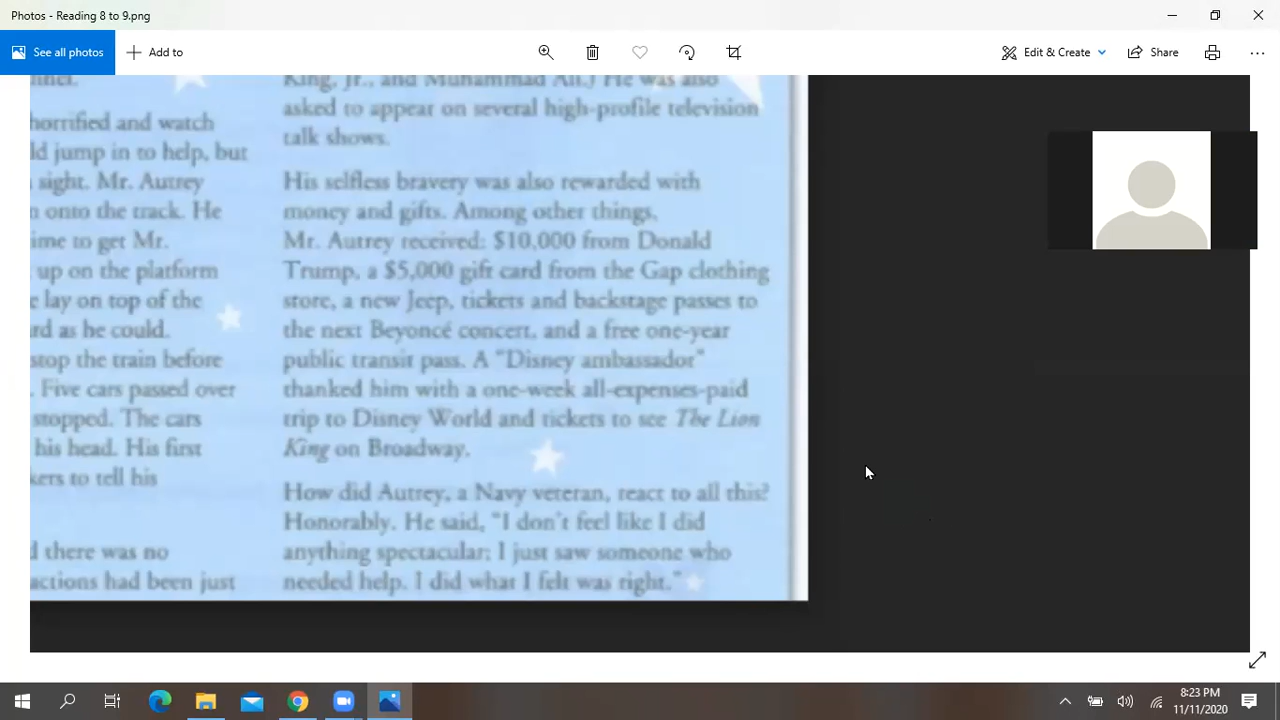 Photos - Reading 8 to 9.png
See all photos
Add to
Edit & Create
Share
horrified and watch
ld jump in to help, but
sight. Mr. Autrey
n onto the track. He
ime to get Mr.
up on the platform
e lay on top of the
rd as he could.
stop the train before
. Five cars passed over
stopped. The cars
his head. His first
kers to tell his
d there was no
actions had been just
King, Jr., and Muhammad Ali.) He was also
asked to appear on several high-profile television
talk shows.
His selfless bravery was also rewarded with
money and gifts. Among other things,
Mr. Autrey received: $10,000 from Donald
Trump, a $5,000 gift card from the Gap clothing
store, a new Jeep, tickets and backstage passes to
the next Beyoncé concert, and a free one-year
public transit pass. A "Disney ambassador"
thanked him with a one-week all-expenses-paid
trip to Disney World and tickets to see The Lion
King on Broadway.
How did Autrey, a Navy veteran, react to all this?
Honorably. He said, "I don't feel like I did
anything spectacular; I just saw someone who
needed help. I did what I felt was right."
8:23 PM
11/11/2020